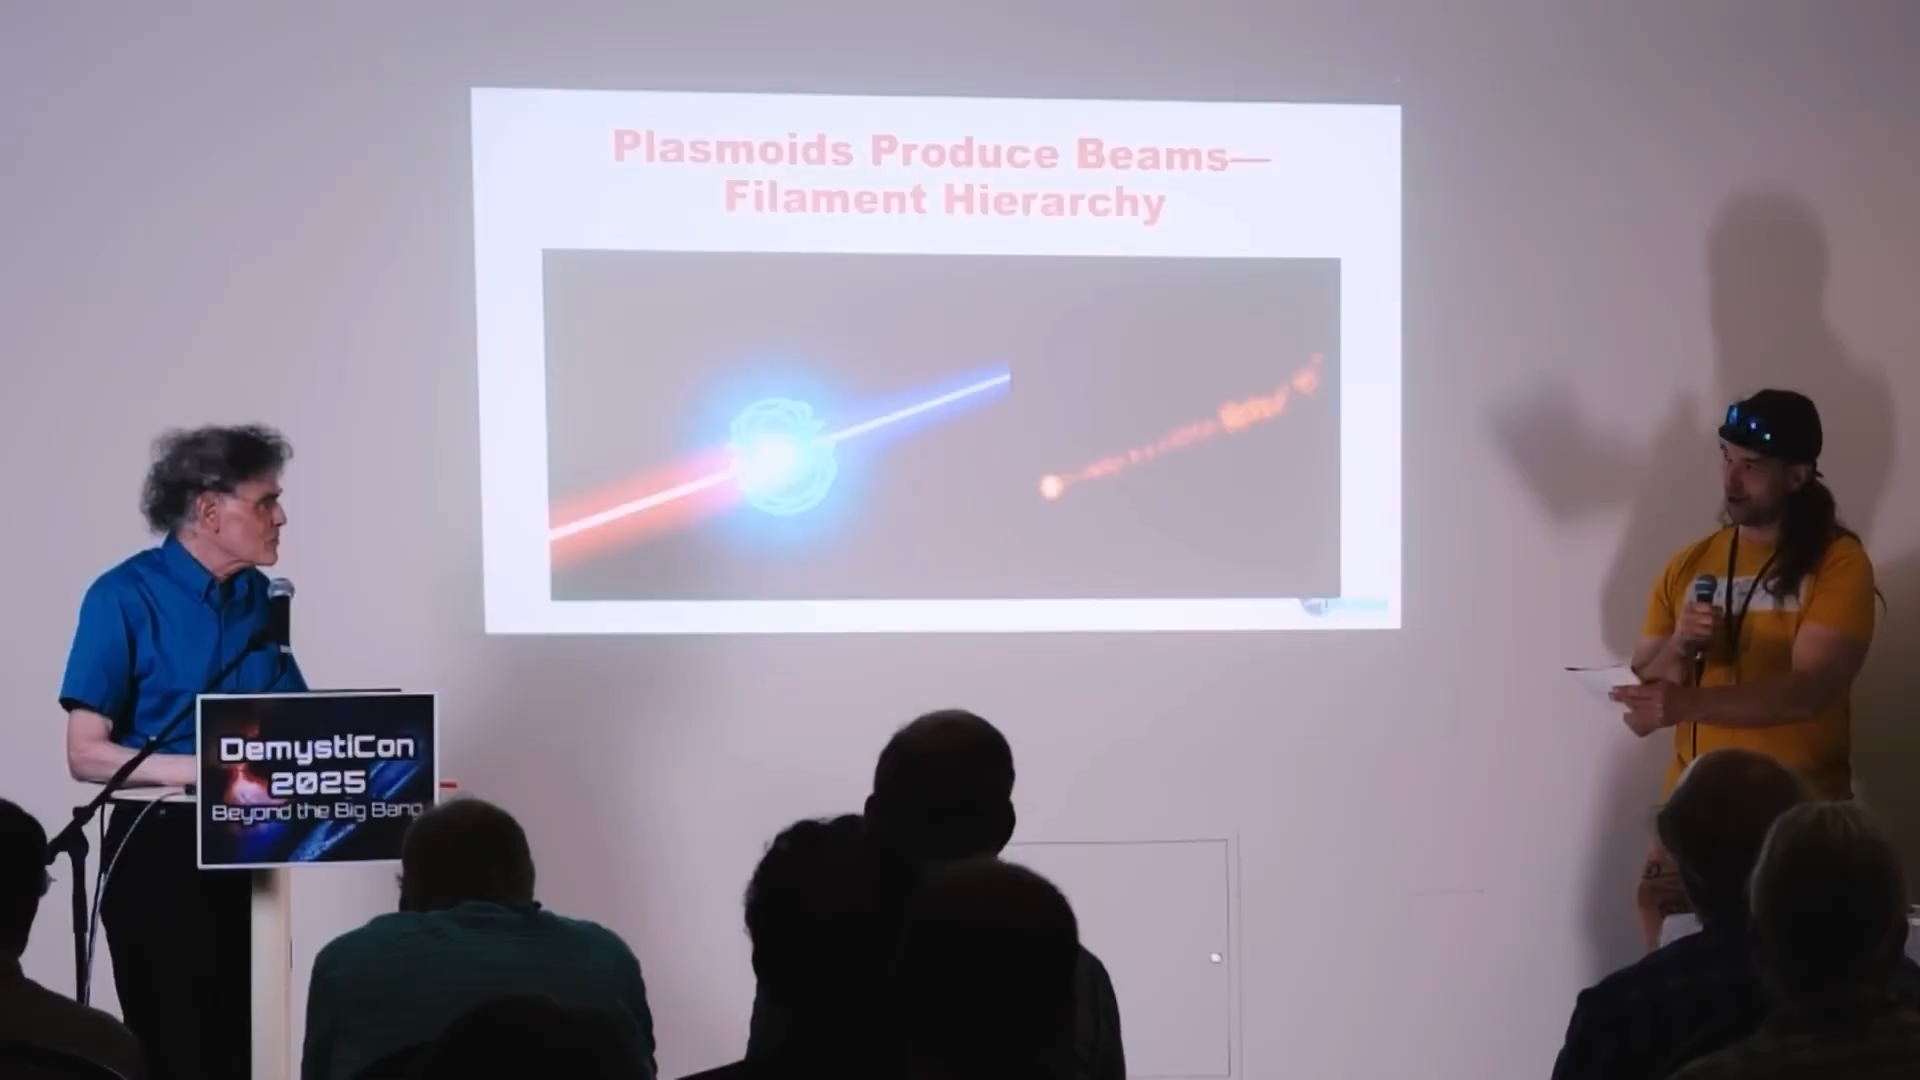 Plasmoids Produce Beams—
Filament Hierarchy
DemystiCon
2025
Beyond the Big Bang